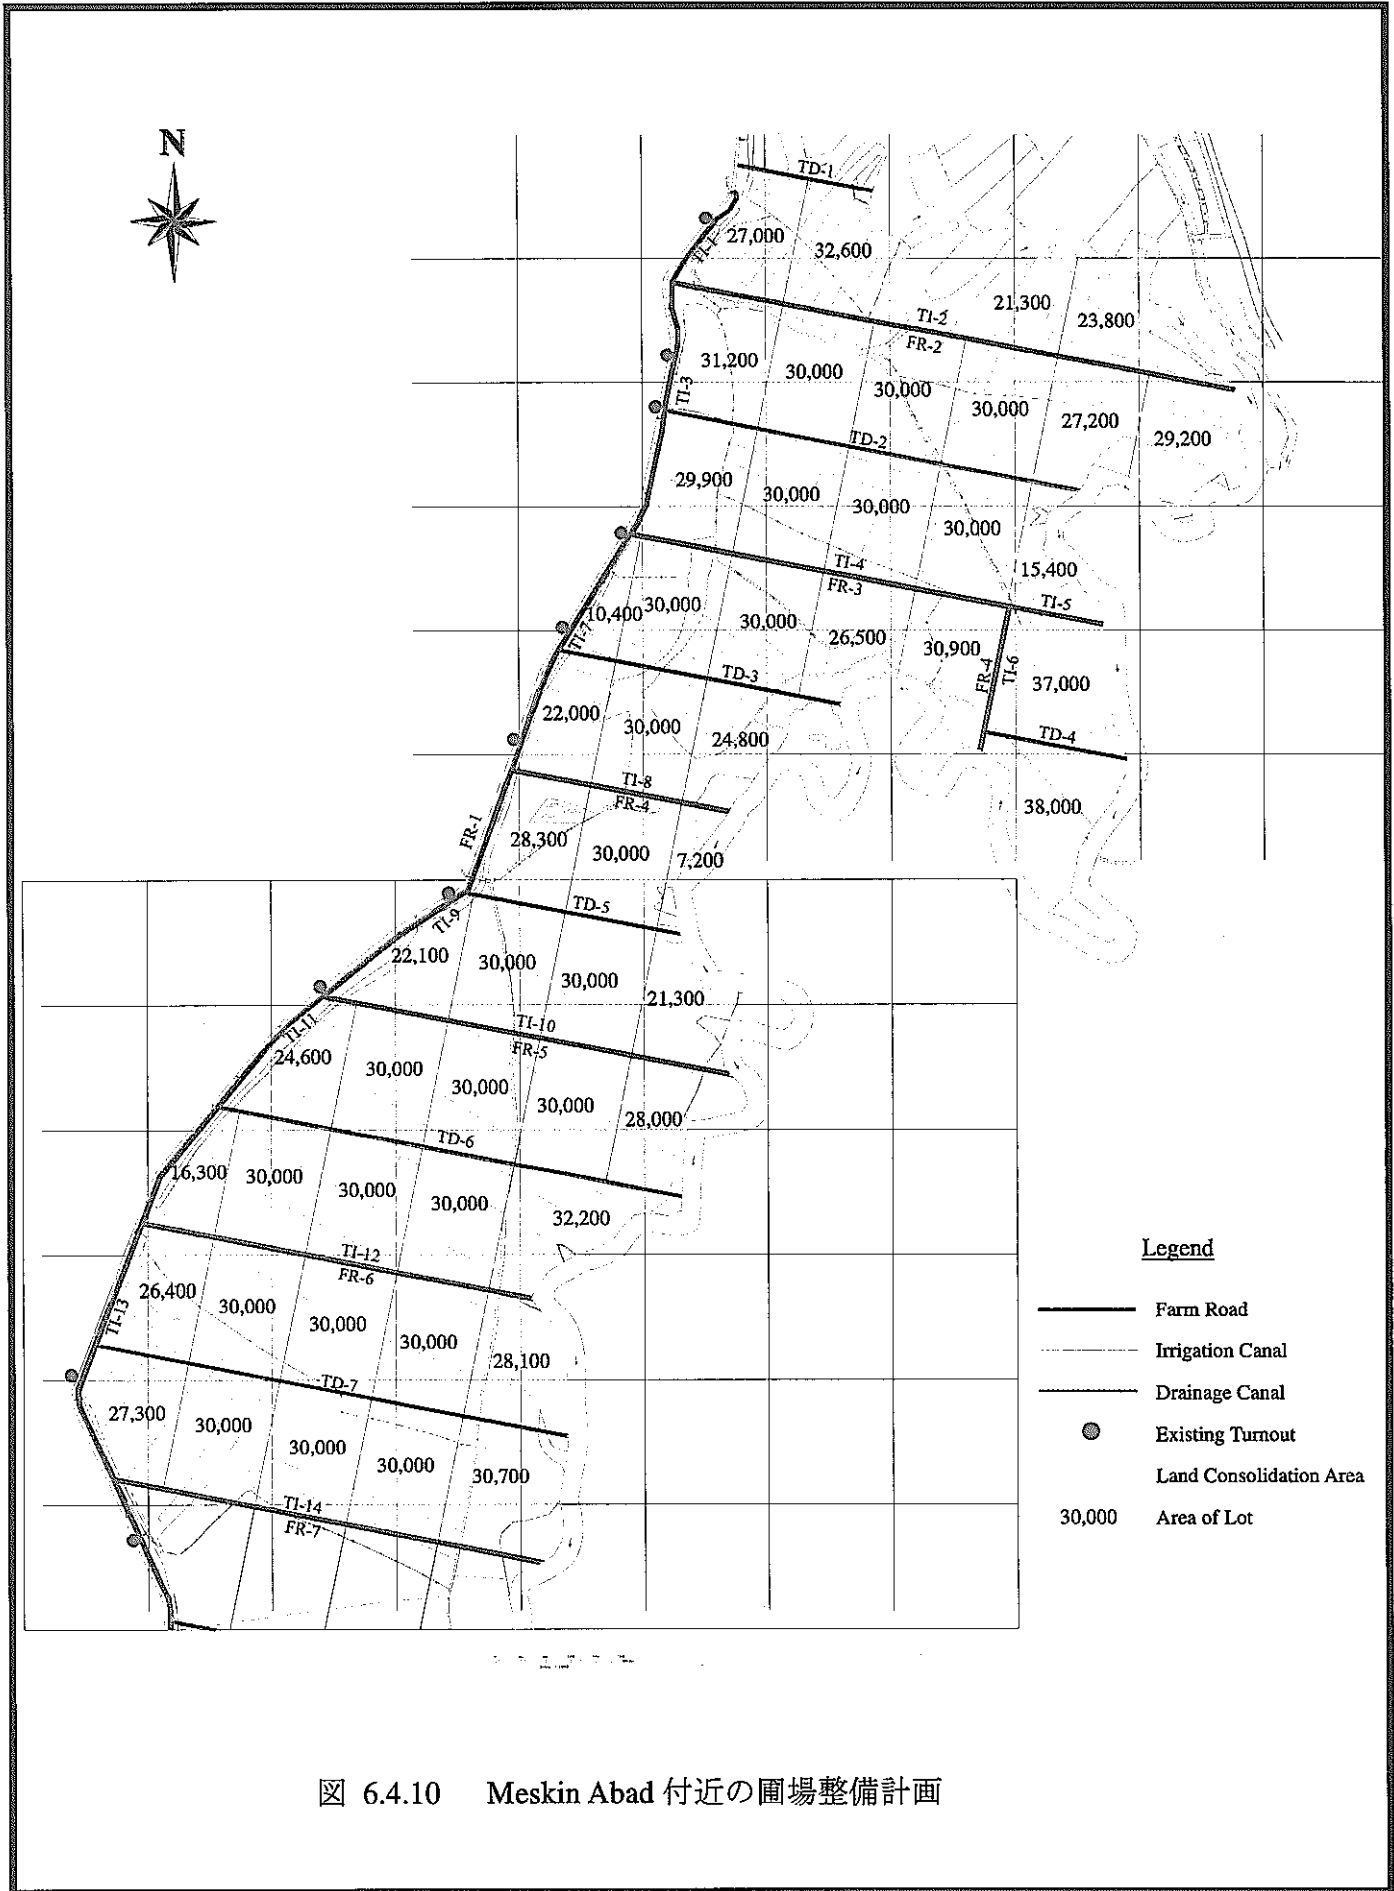 N
TD-1
27,000
32,600
TI-1
21,300
23,800
TI-2
FR-2
31,200
30,000
30,000
30,000
27,200
29,200
TI-3
TD-2
29,900
30,000
30,000
30,000
15,400
TI-4
FR-3
TI-5
10,400
30,000
30,000
26,500
30,900
FR-4
TI-6
37,000
TI-7
TD-3
TD-4
22,000
30,000
24,800
38,000
TI-8
FR-4
FR-1
28,300
30,000
7,200
TI-9
TD-5
22,100
30,000
30,000
21,300
TI-10
FR-5
TI-11
24,600
30,000
30,000
30,000
28,000
TD-6
16,300
30,000
30,000
30,000
32,200
TI-12
FR-6
26,400
30,000
30,000
30,000
28,100
TI-13
TD-7
27,300
30,000
30,000
30,000
30,700
TI-14
FR-7
Legend
Farm Road
Irrigation Canal
Drainage Canal
Existing Turnout
Land Consolidation Area
30,000 Area of Lot
図 6.4.10 Meskin Abad 付近の圃場整備計画